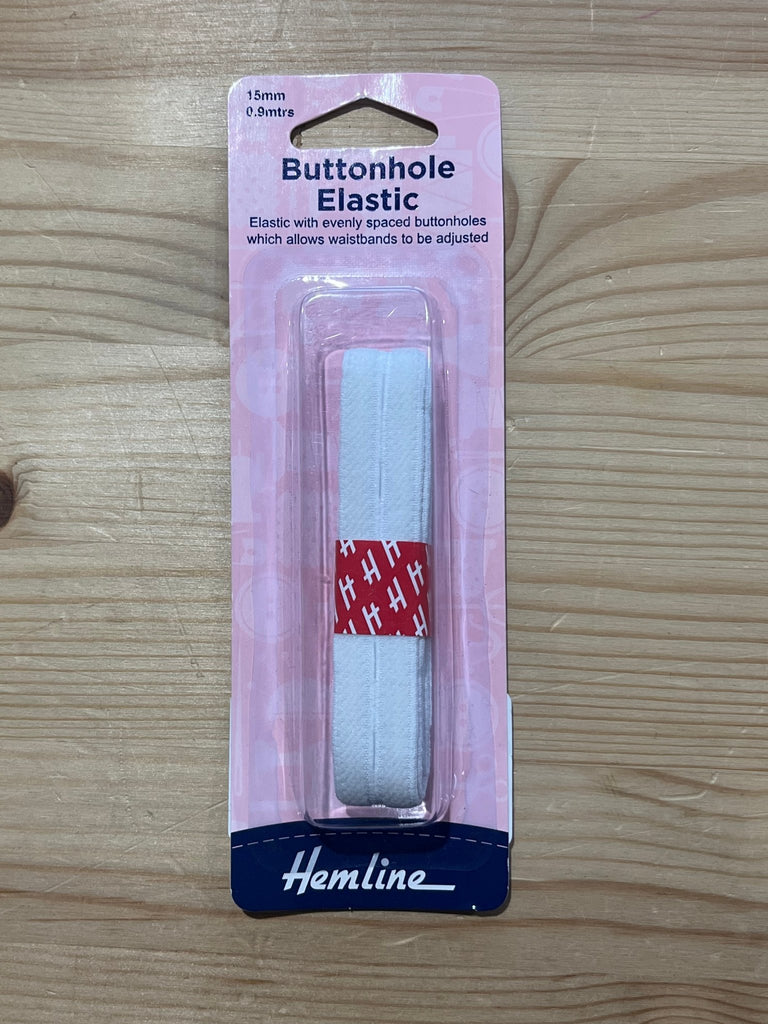 15mm
0.9mtrs
Buttonhole
Elastic
Elastic with evenly spaced buttonholes
which allows waistbands to be adjusted
H H H
H H H
H H H
Hemline